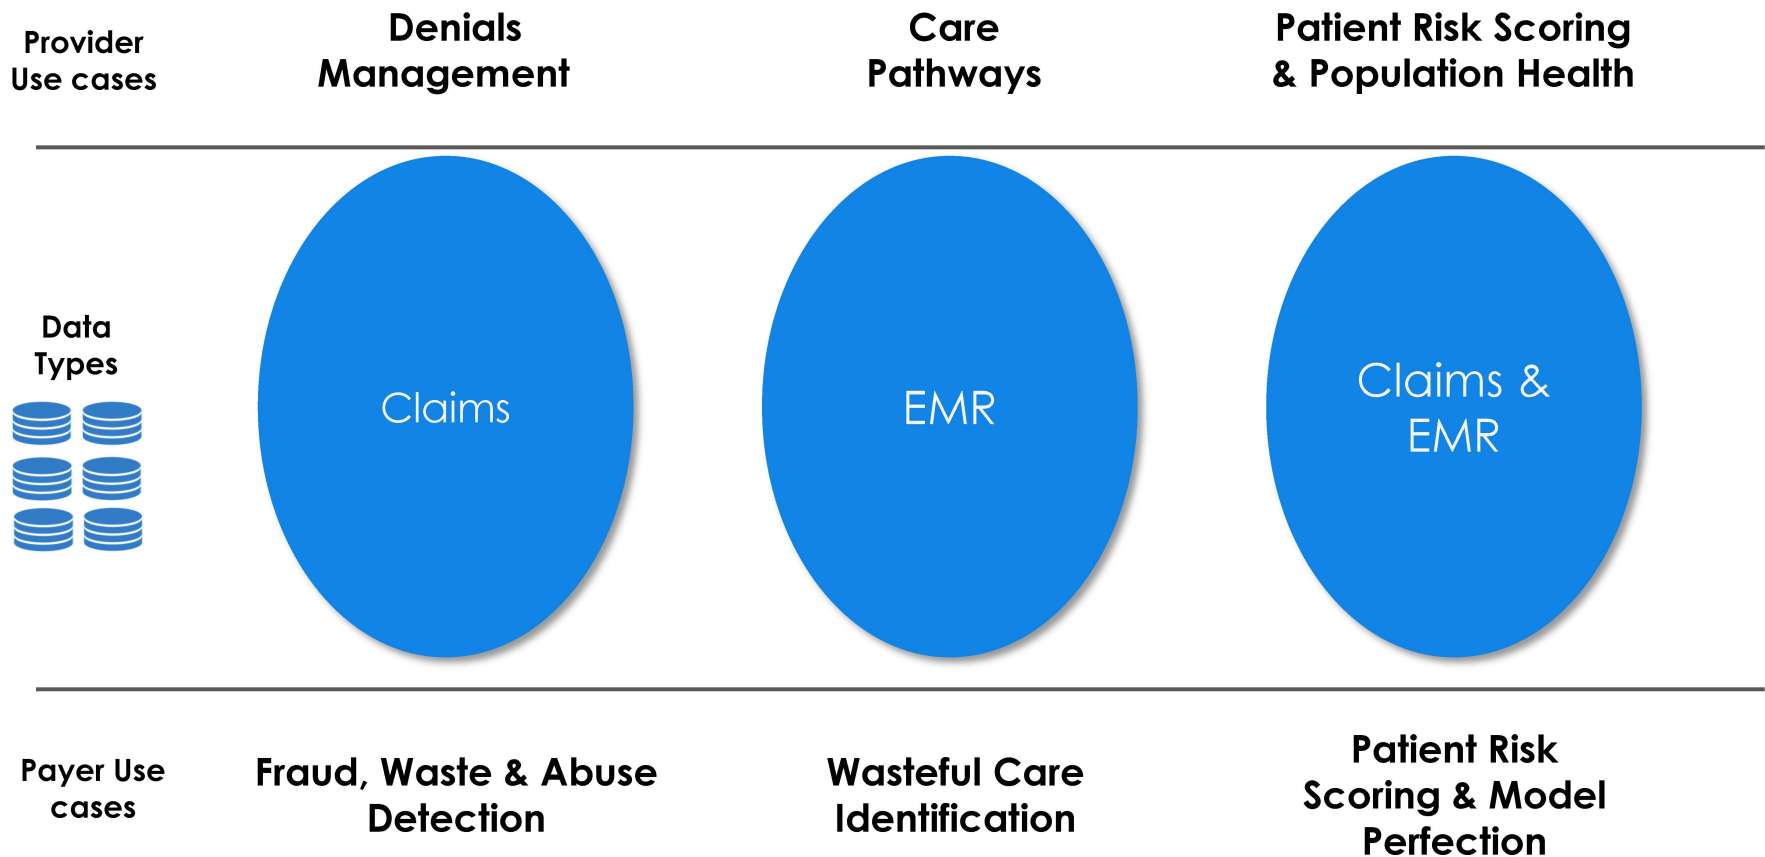 Provider
Use cases
Denials
Management
Care
Pathways
Patient Risk Scoring
& Population Health
Data
Types
Claims
EMR
Claims &
EMR
Payer Use
cases
Fraud, Waste & Abuse
Detection
Wasteful Care
Identification
Patient Risk
Scoring & Model
Perfection